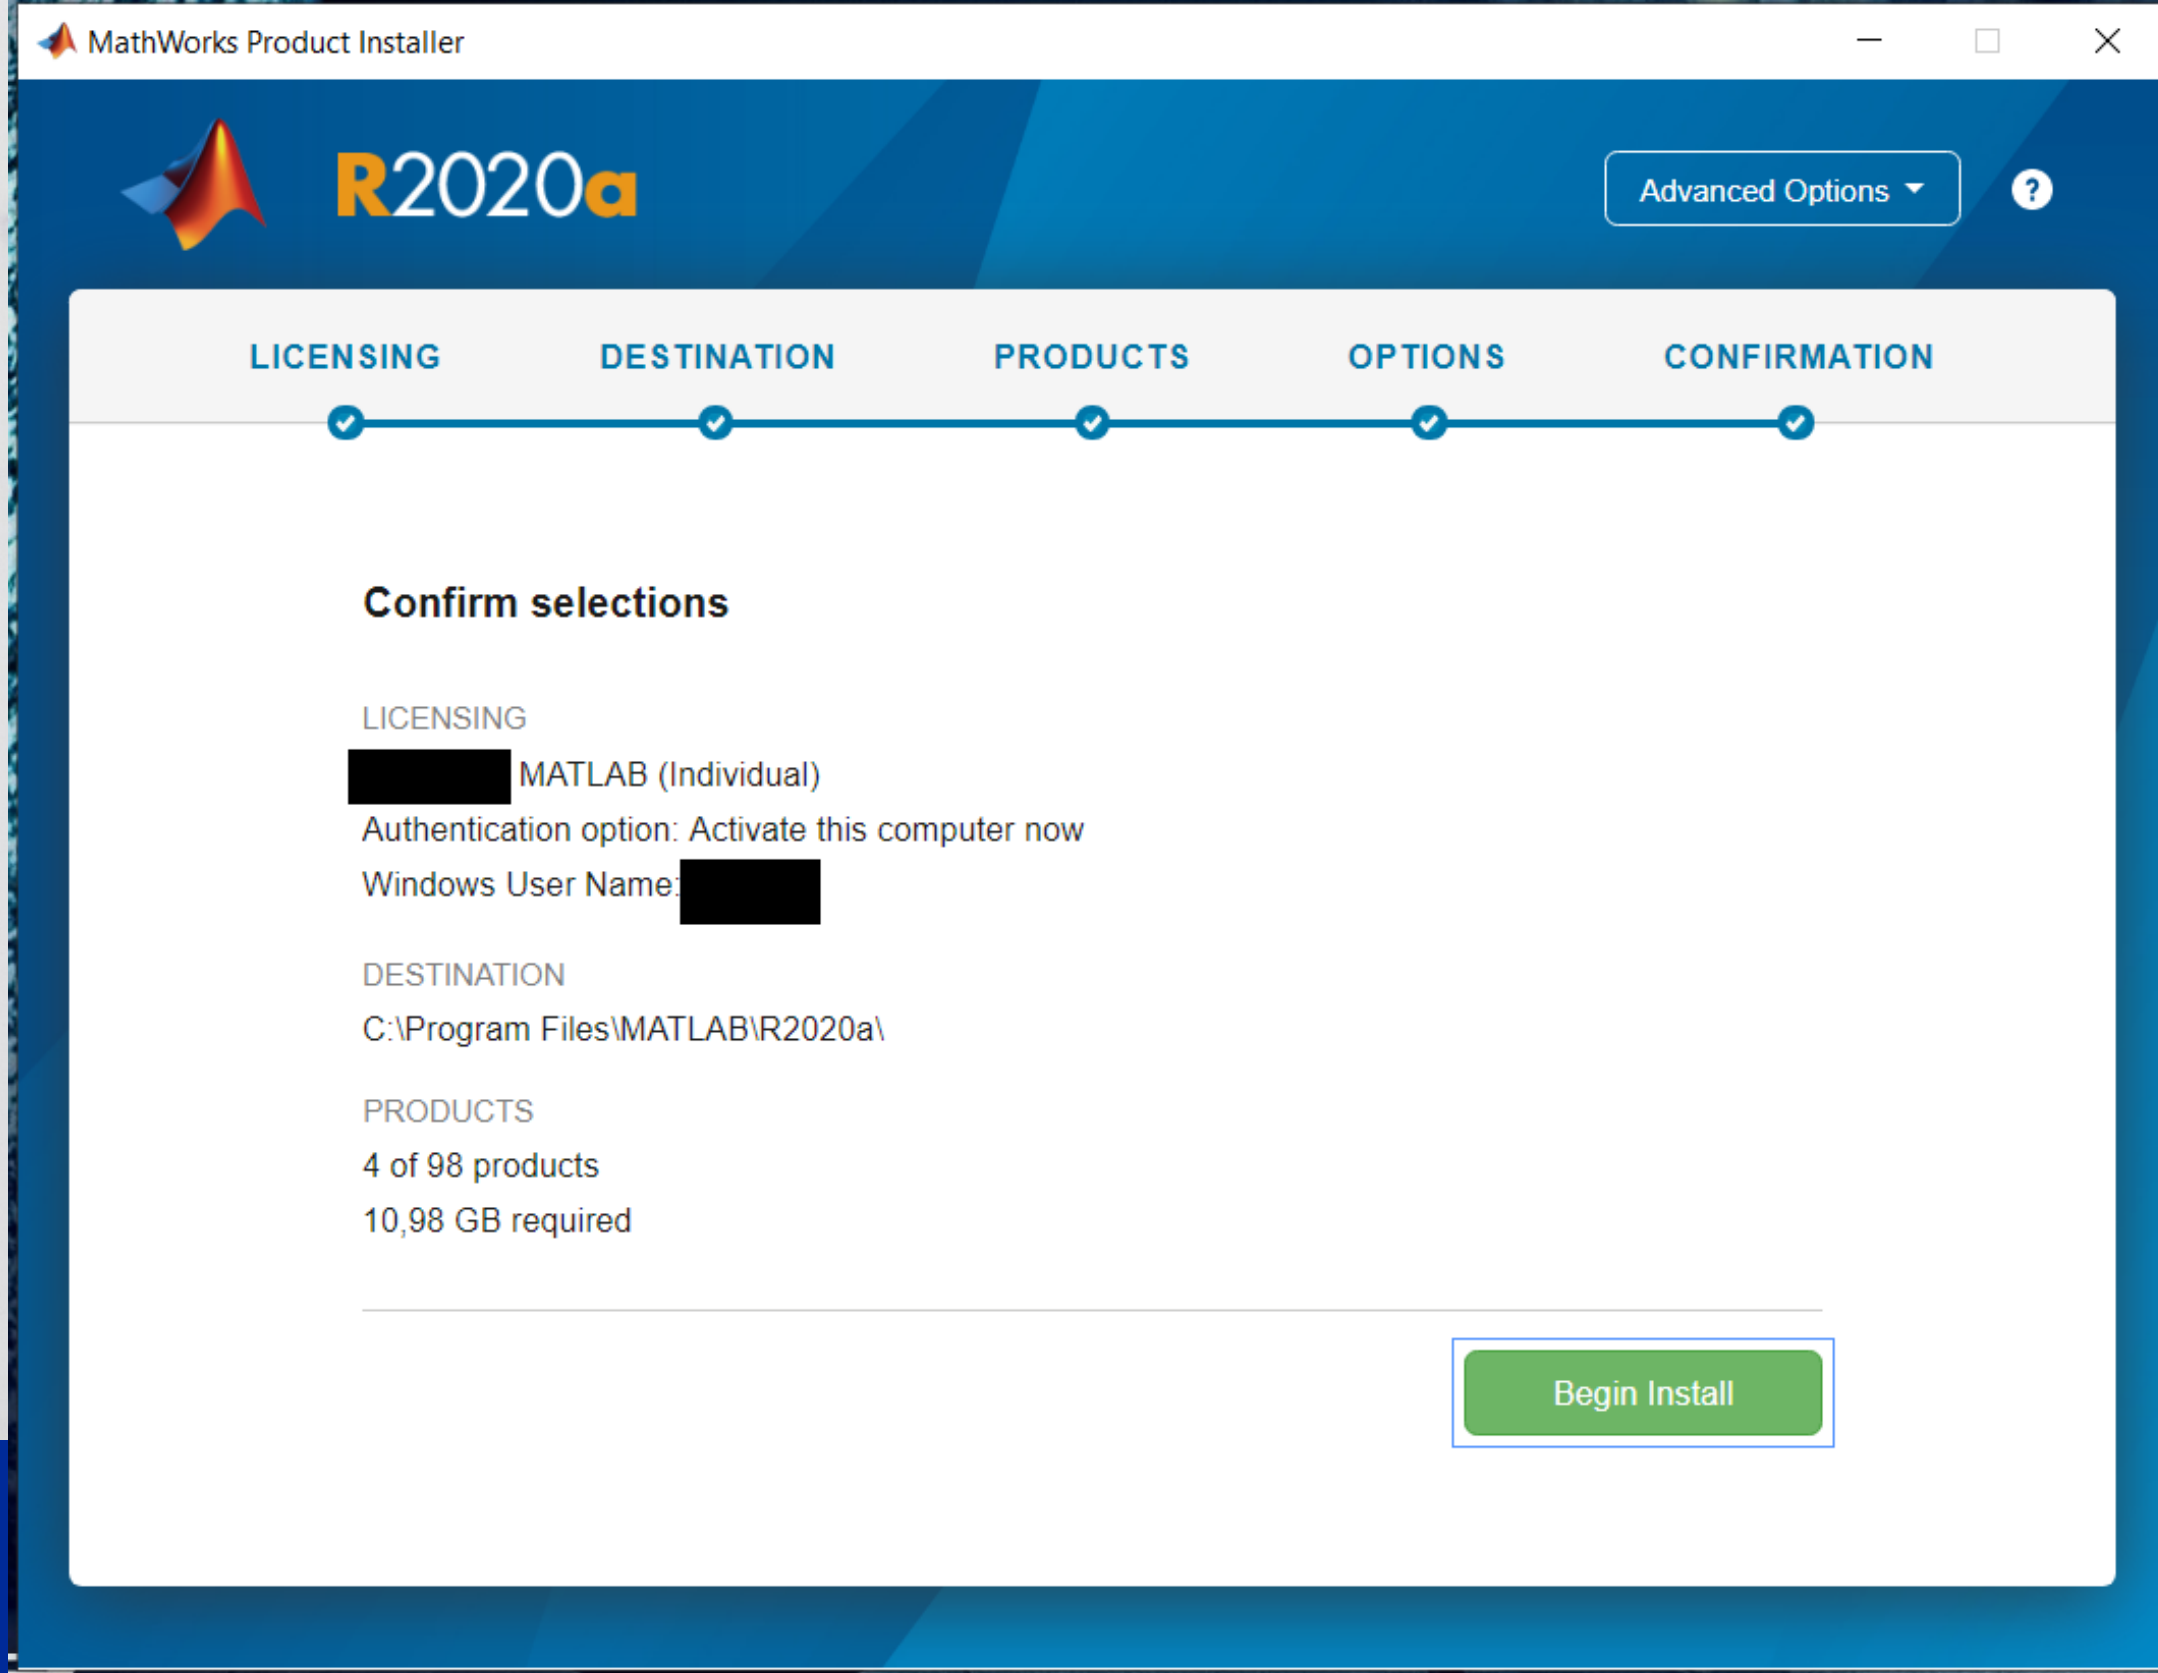 MathWorks Product Installer
R2020a
Advanced Options
?
LICENSING DESTINATION PRODUCTS OPTIONS CONFIRMATION
Confirm selections
LICENSING
MATLAB (Individual)
Authentication option: Activate this computer now
Windows User Name:
DESTINATION
C:\Program Files\MATLAB\R2020a\
PRODUCTS
4 of 98 products
10,98 GB required
Begin Install